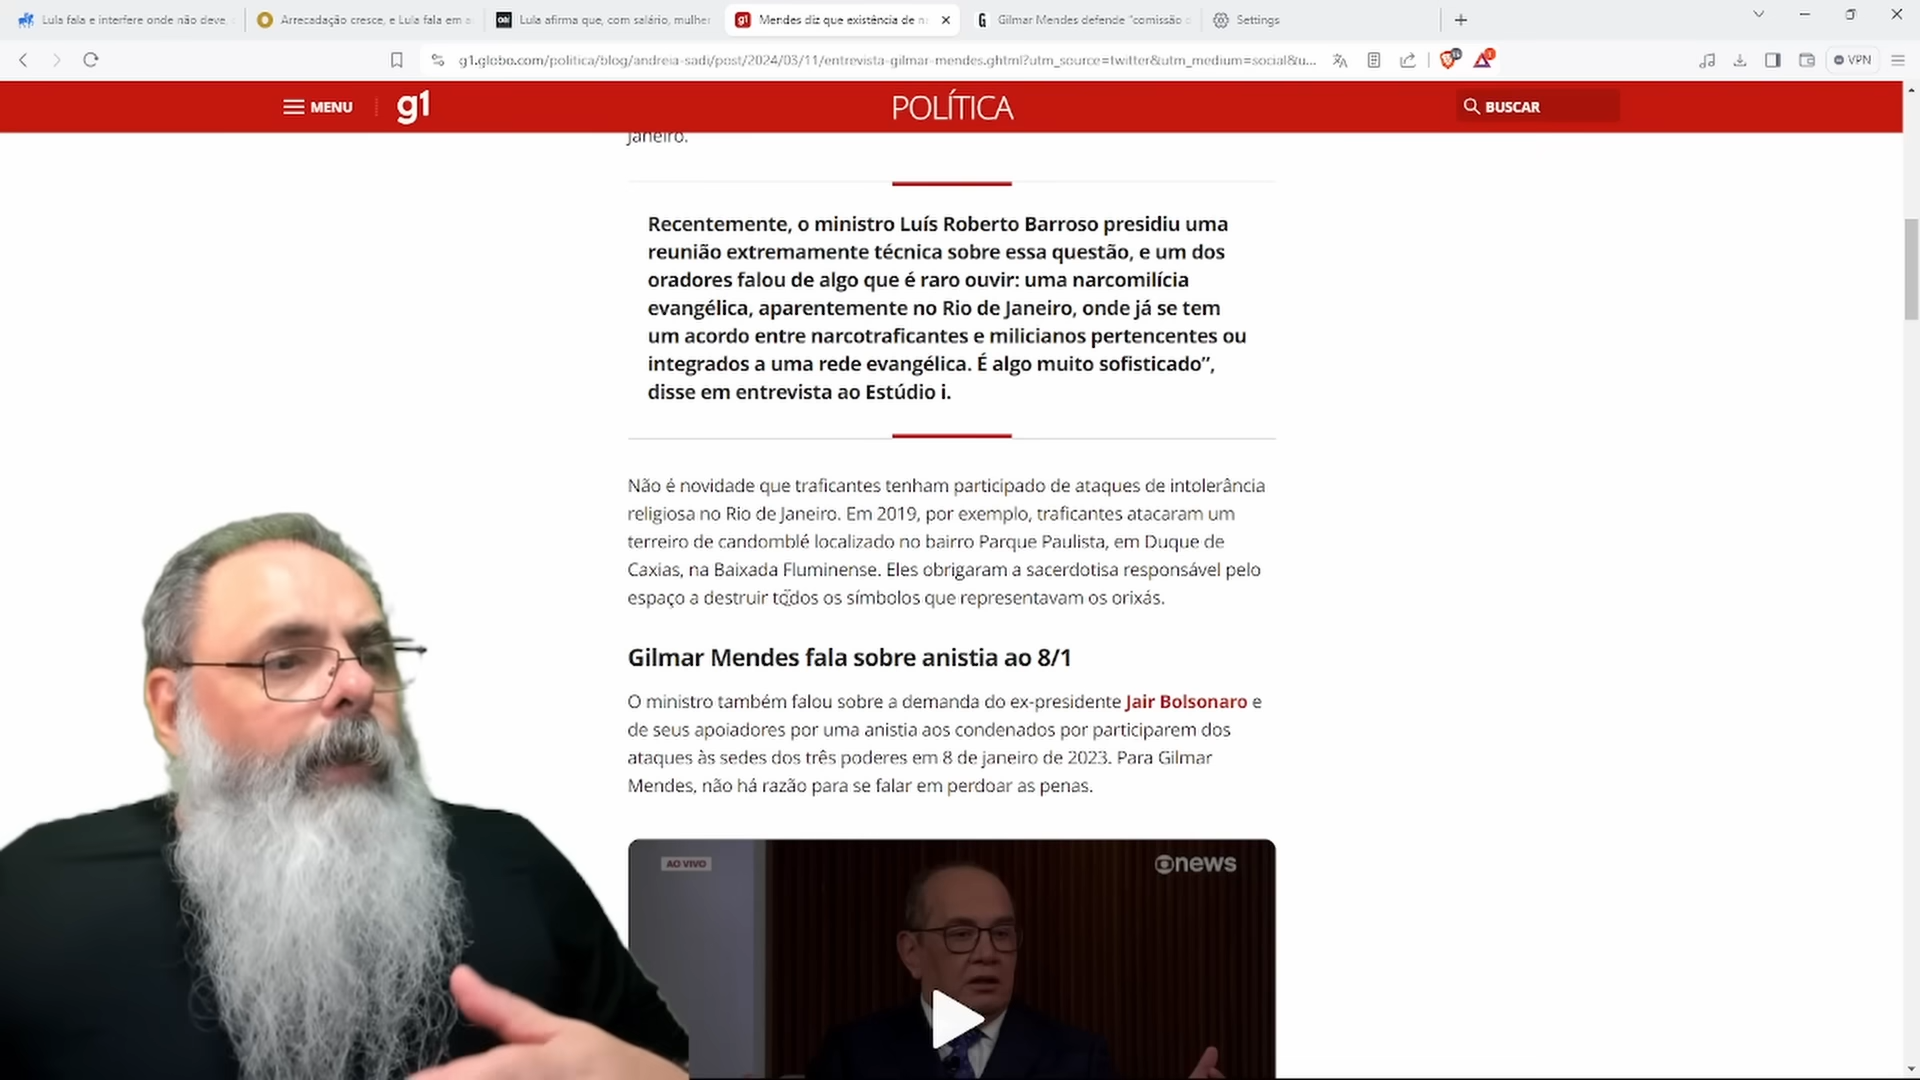 Lula fala e interfere onde não deve,
Arrecadação cresce, e Lula fala em a
Lula afirma que, com salário, mulher
g1 Mendes diz que existência de n
Gilmar Mendes defende "comissão d
Settings
g1.globo.com/politica/blog/andreia-sadi/post/2024/03/11/entrevista-gilmar-mendes.ghtml?utm_source=twitter&utm_medium=social&u...
VPN
MENU
g1
POLÍTICA
BUSCAR
Janeiro.
Recentemente, o ministro Luís Roberto Barroso presidiu uma
reunião extremamente técnica sobre essa questão, e um dos
oradores falou de algo que é raro ouvir: uma narcomilícia
evangélica, aparentemente no Rio de Janeiro, onde já se tem
um acordo entre narcotraficantes e milicianos pertencentes ou
integrados a uma rede evangélica. É algo muito sofisticado”,
disse em entrevista ao Estúdio i.
Não é novidade que traficantes tenham participado de ataques de intolerância
religiosa no Rio de Janeiro. Em 2019, por exemplo, traficantes atacaram um
terreiro de candomblé localizado no bairro Parque Paulista, em Duque de
Caxias, na Baixada Fluminense. Eles obrigaram a sacerdotisa responsável pelo
espaço a destruir todos os símbolos que representavam os orixás.
Gilmar Mendes fala sobre anistia ao 8/1
O ministro também falou sobre a demanda do ex-presidente Jair Bolsonaro e
de seus apoiadores por uma anistia aos condenados por participarem dos
ataques às sedes dos três poderes em 8 de janeiro de 2023. Para Gilmar
Mendes, não há razão para se falar em perdoar as penas.
AO VIVO
news